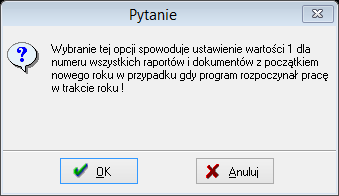 Pytanie
Wybranie tej opcji spowoduje ustawienie wartości 1 dla
numeru wszystkich raportów i dokumentów z początkiem
nowego roku w przypadku gdy program rozpoczynał pracę
w trakcie roku !
OK
Anuluj